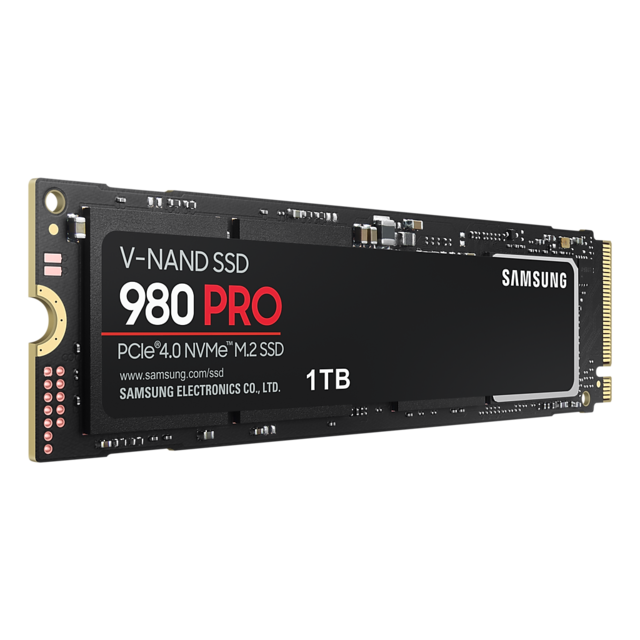 V-NAND SSD
980 PRO
PCIe®4.0 NVMe™ M.2 SSD
www.samsung.com/ssd
SAMSUNG ELECTRONICS CO., LTD.
1TB
SAMSUNG